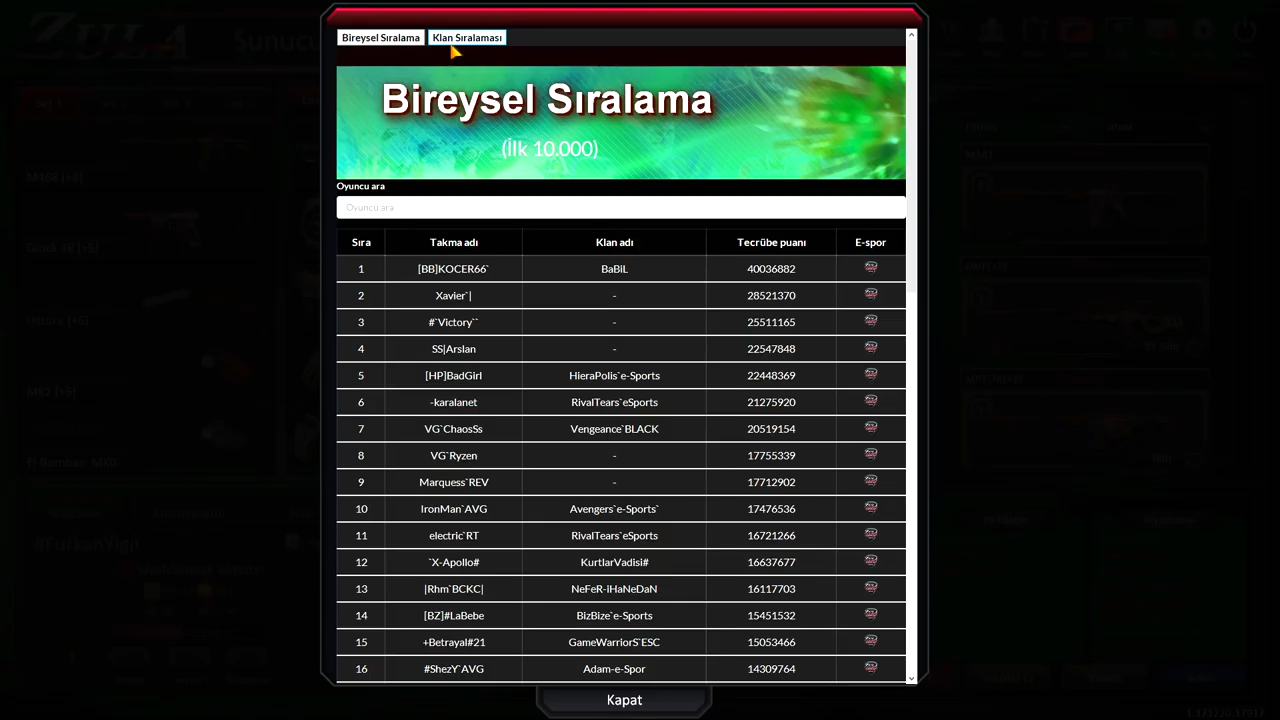 ZULA Sunucu
Bireysel Sıralama Klan Sıralaması
Bireysel Sıralama
(İlk 10.000)
Oyuncu ara
Oyuncu ara
Sıra Takma adı Klan adı Tecrübe puanı E-spor
1 [BB]KOCER66` BaBiL 40036882
2 Xavier`| - 28521370
3 #`Victory`` - 25511165
4 SS|Arslan - 22547848
5 [HP]BadGirl HieraPolis`e-Sports 22448369
6 -karalanet RivalTears`eSports 21275920
7 VG`ChaosSs Vengeance`BLACK 20519154
8 VG`Ryzen - 17755339
9 Marquess`REV - 17712902
10 IronMan`AVG Avengers`e-Sports` 17476536
11 electric`RT RivalTears`eSports 16721266
12 `X-Apollo# KurtlarVadisi# 16637677
13 |Rhm`BCKC| NeFeR-iHaNeDaN 16117703
14 [BZ]#LaBebe BizBize`e-Sports 15451532
15 +Betrayal#21 GameWarriorS`ESC 15053466
16 #ShezY`AVG Adam-e-Spor 14309764
#FurkanYigit
Kapat